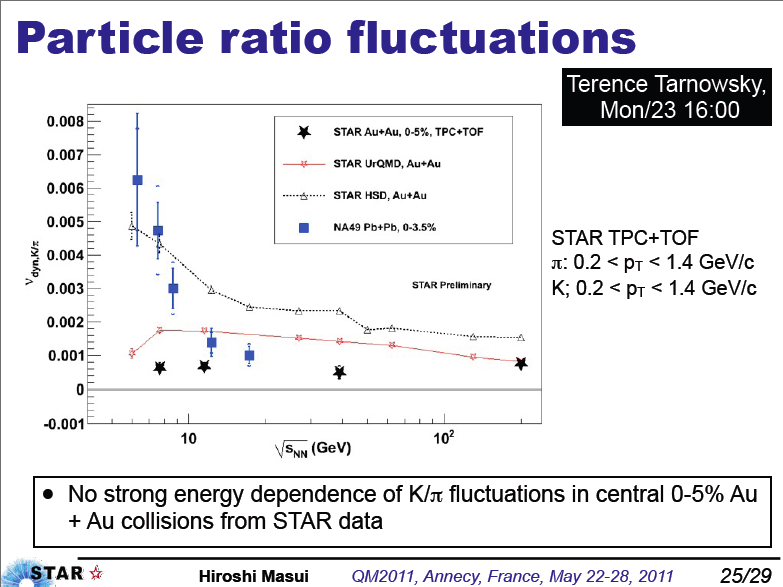 Particle ratio fluctuations
Terence Tarnowsky,
Mon/23 16:00
0.008
0.007
0.006
0.005
0.004
0.003
0.002
0.001
0
-0.001
ν dyn,K/π
10
10²
√sNN (GeV)
STAR Au+Au, 0-5%, TPC+TOF
STAR UrQMD, Au+Au
STAR HSD, Au+Au
NA49 Pb+Pb, 0-3.5%
STAR Preliminary
STAR TPC+TOF
π: 0.2 < pT < 1.4 GeV/c
K; 0.2 < pT < 1.4 GeV/c
● No strong energy dependence of K/π fluctuations in central 0-5% Au
+ Au collisions from STAR data
STAR ☆
Hiroshi Masui
QM2011, Annecy, France, May 22-28, 2011
25/29